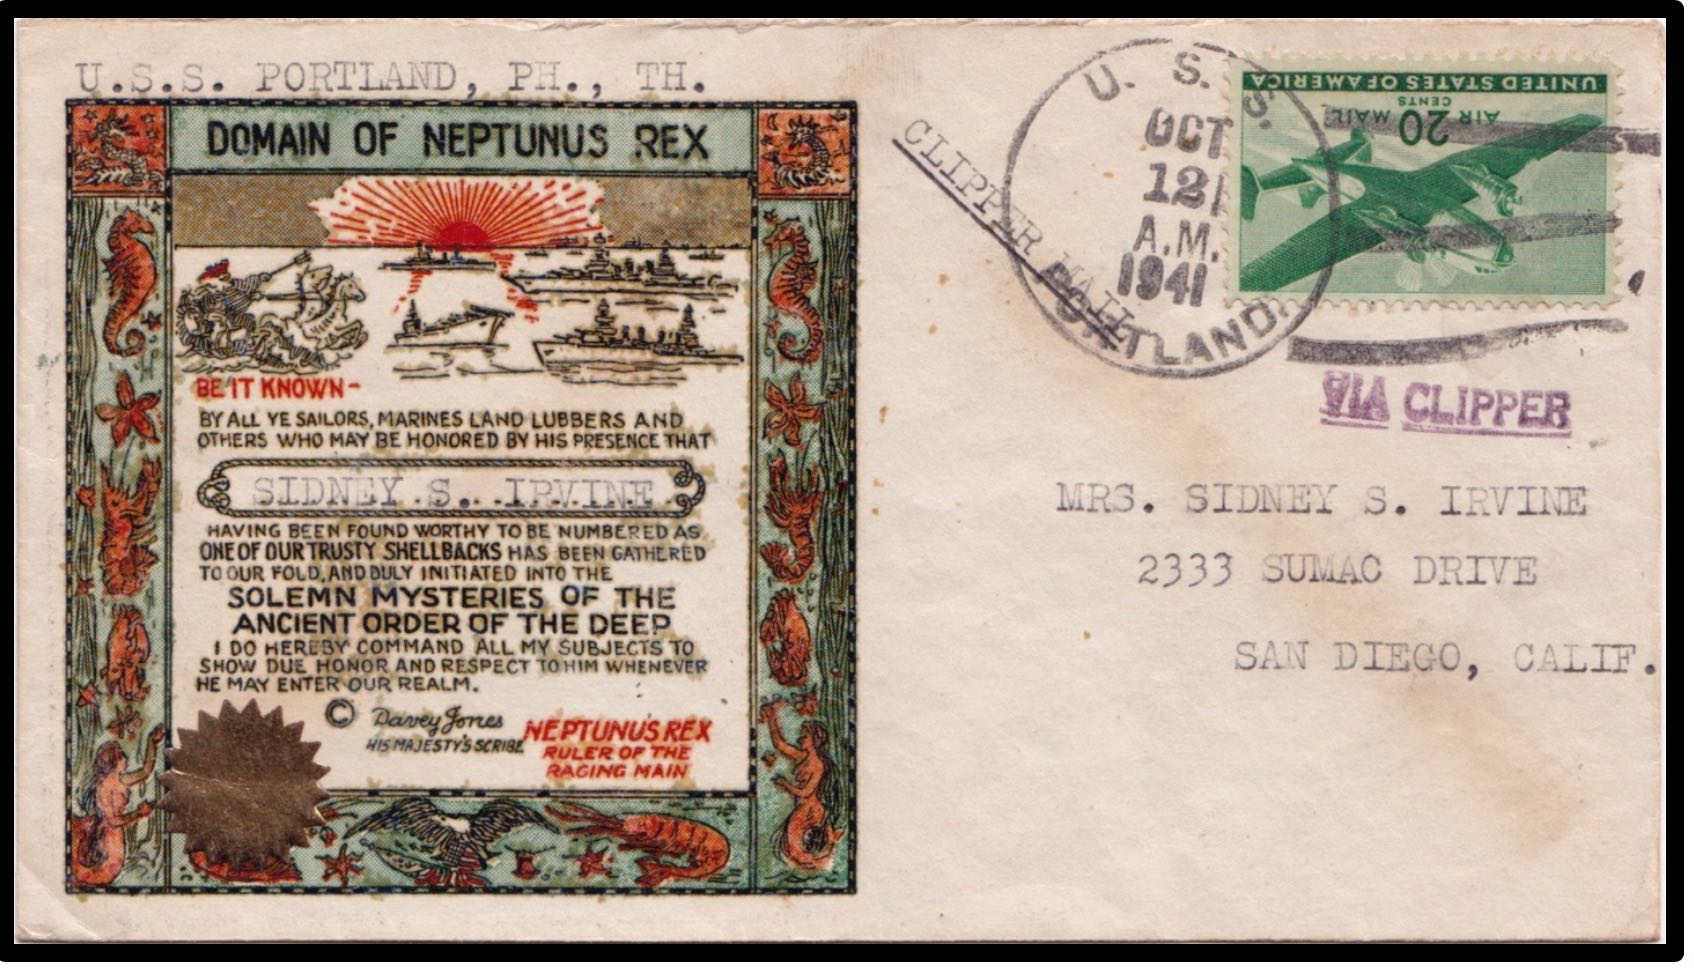 U.S.S. PORTLAND, PH., TH.
DOMAIN OF NEPTUNUS REX
BE IT KNOWN-
BY ALL YE SAILORS, MARINES LAND LUBBERS AND
OTHERS WHO MAY BE HONORED BY HIS PRESENCE THAT
SIDNEY S. IRVINE
HAVING BEEN FOUND WORTHY TO BE NUMBERED AS
ONE OF OUR TRUSTY SHELLBACKS HAS BEEN GATHERED
TO OUR FOLD, AND DULY INITIATED INTO THE
SOLEMN MYSTERIES OF THE
ANCIENT ORDER OF THE DEEP
I DO HEREBY COMMAND ALL MY SUBJECTS TO
SHOW DUE HONOR AND RESPECT TO HIM WHENEVER
HE MAY ENTER OUR REALM.
© Davey Jones
HIS MAJESTY'S SCRIBE
NEPTUNUS REX
RULER OF THE
RAGING MAIN
CLIPPER MAIL
U. S. S.
OCT
12
A.M.
1941
PORTLAND.
UNITED STATES OF AMERICA
CENTS
AIR 20 MAIL
VIA CLIPPER
MRS. SIDNEY S. IRVINE
2333 SUMAC DRIVE
SAN DIEGO, CALIF.